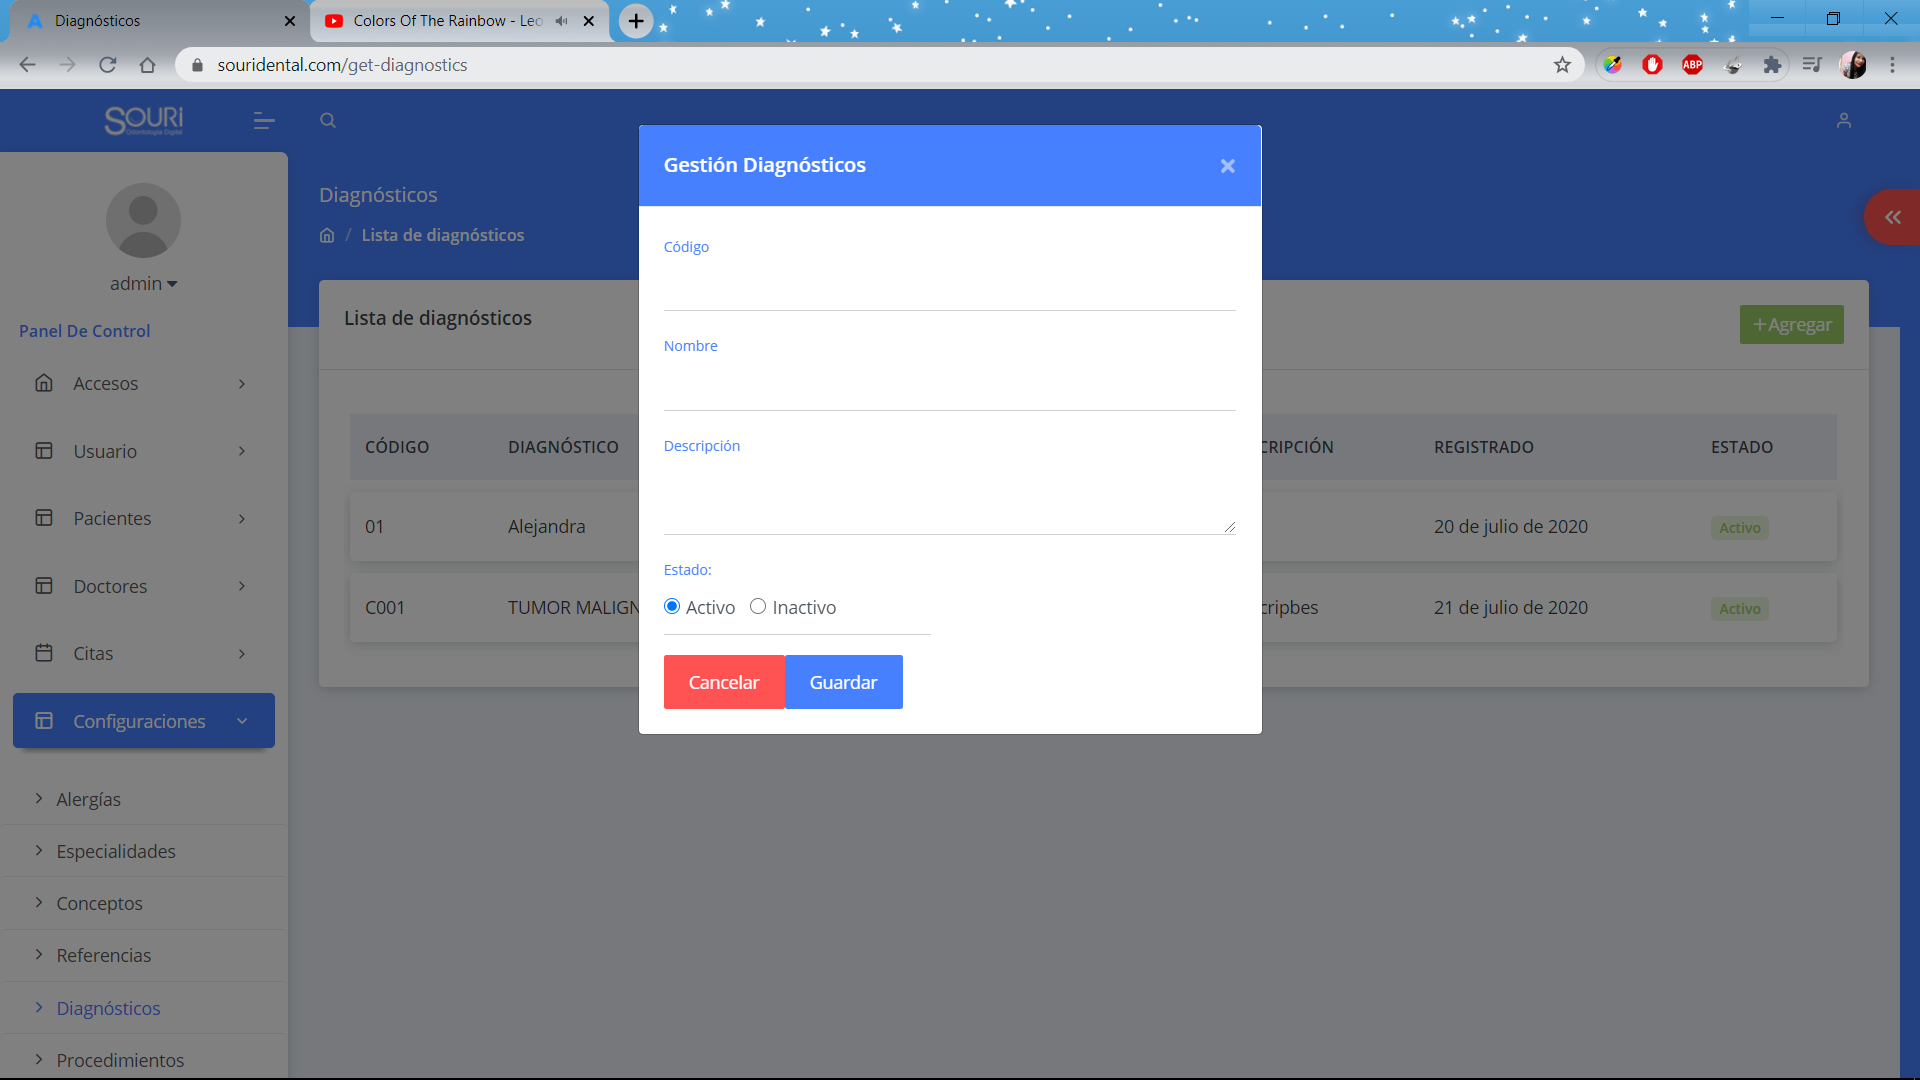 Diagnósticos
Colors Of The Rainbow - Leo
souridental.com/get-diagnostics
ABP
SOURI
Odontología Digital
admin
Panel De Control
Accesos
Usuario
Pacientes
Doctores
Citas
Configuraciones
Alergías
Especialidades
Conceptos
Referencias
Diagnósticos
Procedimientos
Diagnósticos
/ Lista de diagnósticos
Lista de diagnósticos
+Agregar
CÓDIGO DIAGNÓSTICO CRIPCIÓN REGISTRADO ESTADO
01 Alejandra 20 de julio de 2020 Activo
C001 TUMOR MALIGN cripbes 21 de julio de 2020 Activo
Gestión Diagnósticos
Código
Nombre
Descripción
Estado:
Activo Inactivo
Cancelar Guardar